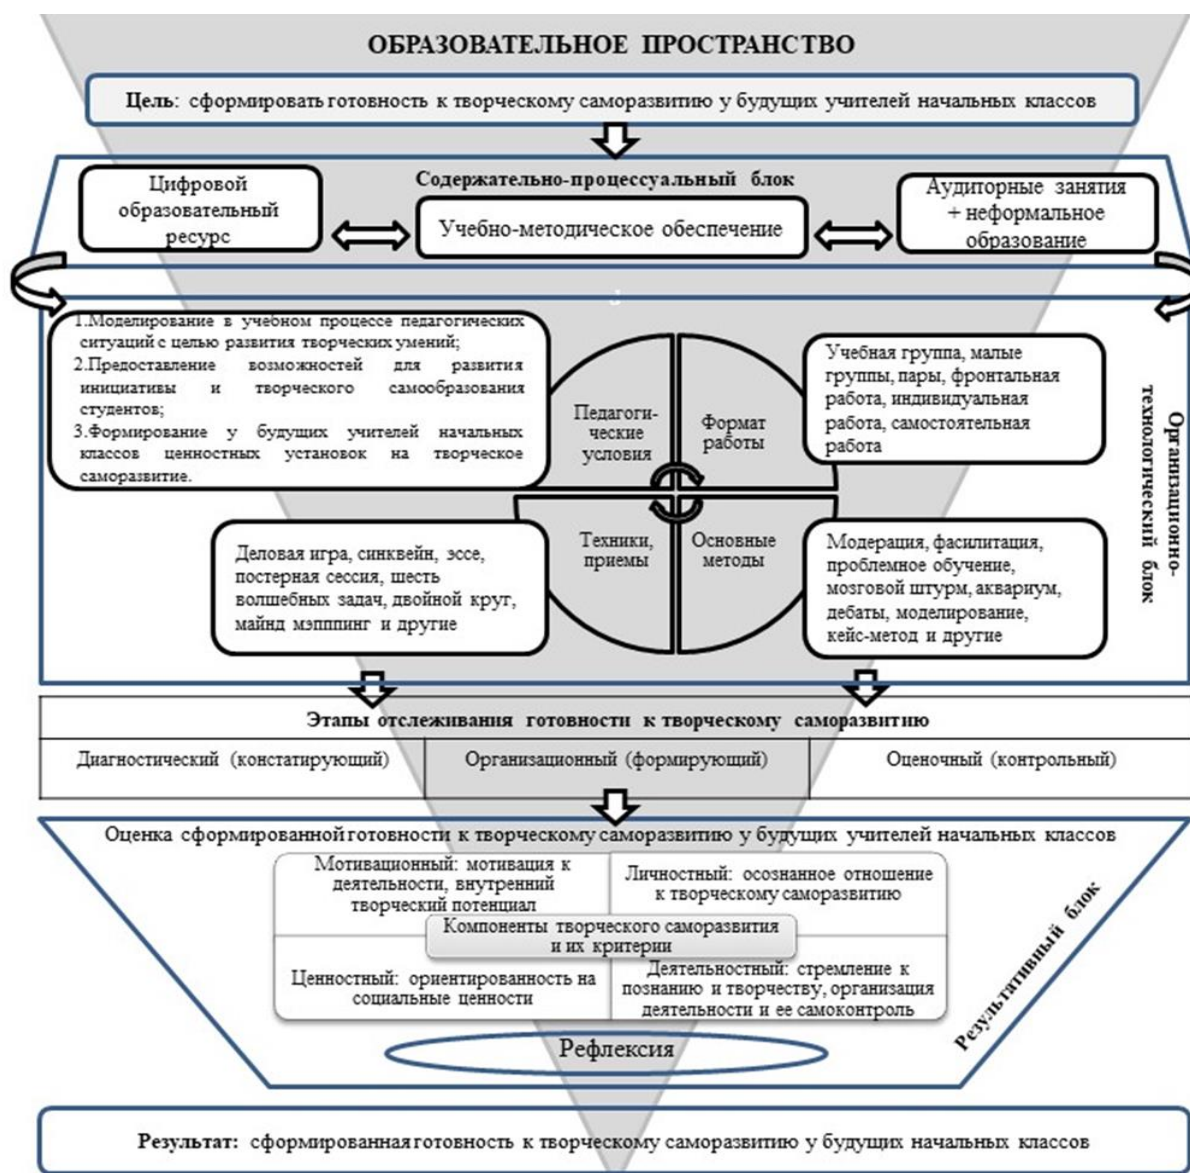 ОБРАЗОВАТЕЛЬНОЕ ПРОСТРАНСТВО
Цель: сформировать готовность к творческому саморазвитию у будущих учителей начальных классов
Содержательно-процессуальный блок
Цифровой
образовательный
ресурс
Учебно-методическое обеспечение
Аудиторные занятия
+ неформальное
образование
1.Моделирование в учебном процессе педагогических
ситуаций с целью развития творческих умений;
2.Предоставление возможностей для развития
инициативы и творческого самообразования
студентов;
3.Формирование у будущих учителей начальных
классов ценностных установок на творческое
саморазвитие.
Педагоги-
ческие
условия
Формат
работы
Учебная группа, малые
группы, пары, фронтальная
работа, индивидуальная
работа, самостоятельная
работа
Организационно-
технологический блок
Деловая игра, синквейн, эссе,
постерная сессия, шесть
волшебных задач, двойной круг,
майнд мэпппинг и другие
Техники,
приемы
Основные
методы
Модерация, фасилитация,
проблемное обучение,
мозговой штурм, аквариум,
дебаты, моделирование,
кейс-метод и другие
Этапы отслеживания готовности к творческому саморазвитию
Диагностический (констатирующий)
Организационный (формирующий)
Оценочный (контрольный)
Оценка сформированной готовности к творческому саморазвитию у будущих учителей начальных классов
Мотивационный: мотивация к
деятельности, внутренний
творческий потенциал
Личностный: осознанное отношение
к творческому саморазвитию
Компоненты творческого саморазвития
и их критерии
Ценностный: ориентированность на
социальные ценности
Деятельностный: стремление к
познанию и творчеству, организация
деятельности и ее самоконтроль
Результативный блок
Рефлексия
Результат: сформированная готовность к творческому саморазвитию у будущих начальных классов